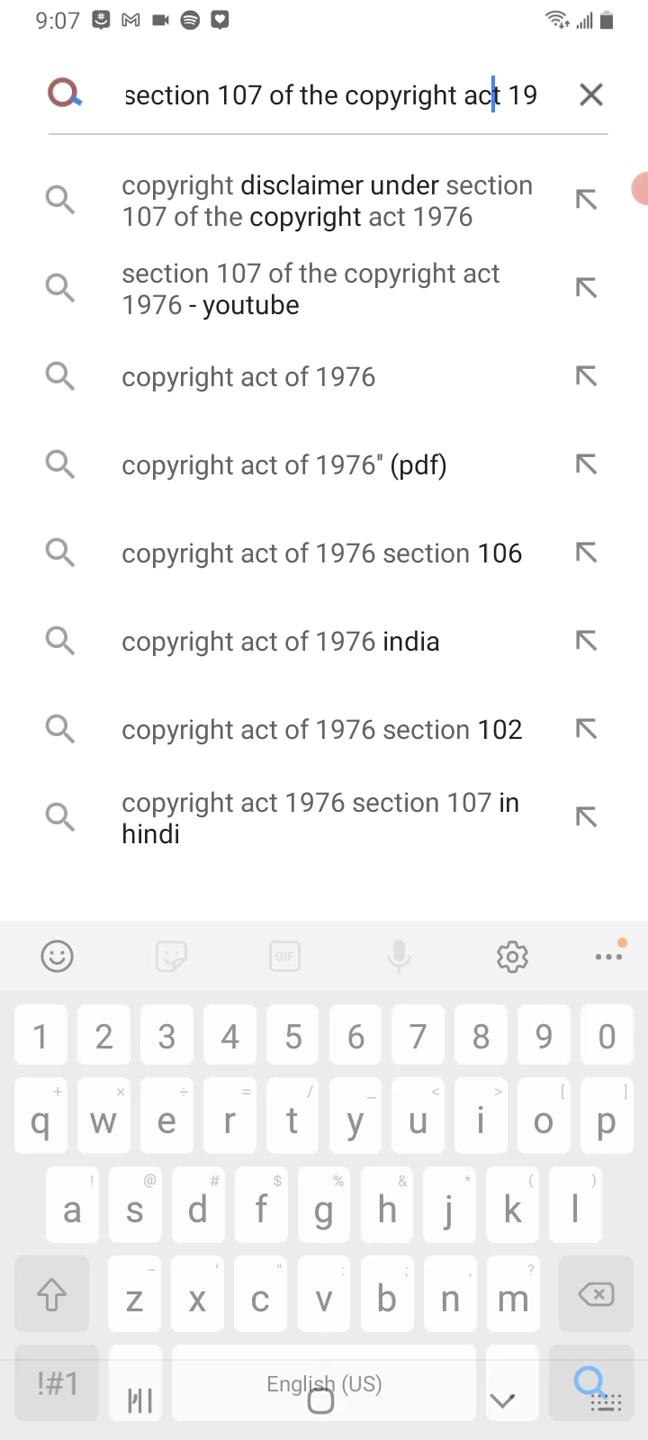 9:07
section 107 of the copyright act 19
copyright disclaimer under section
107 of the copyright act 1976
section 107 of the copyright act
1976 - youtube
copyright act of 1976
copyright act of 1976" (pdf)
copyright act of 1976 section 106
copyright act of 1976 india
copyright act of 1976 section 102
copyright act 1976 section 107 in
hindi
GIF
1 2 3 4 5 6 7 8 9 0
+ × ÷ = / _ < > [ ]
q w e r t y u i o p
! @ # $ % & * ( )
a s d f g h j k l
- ' " : ; , ?
z x c v b n m
!#1 English (US)